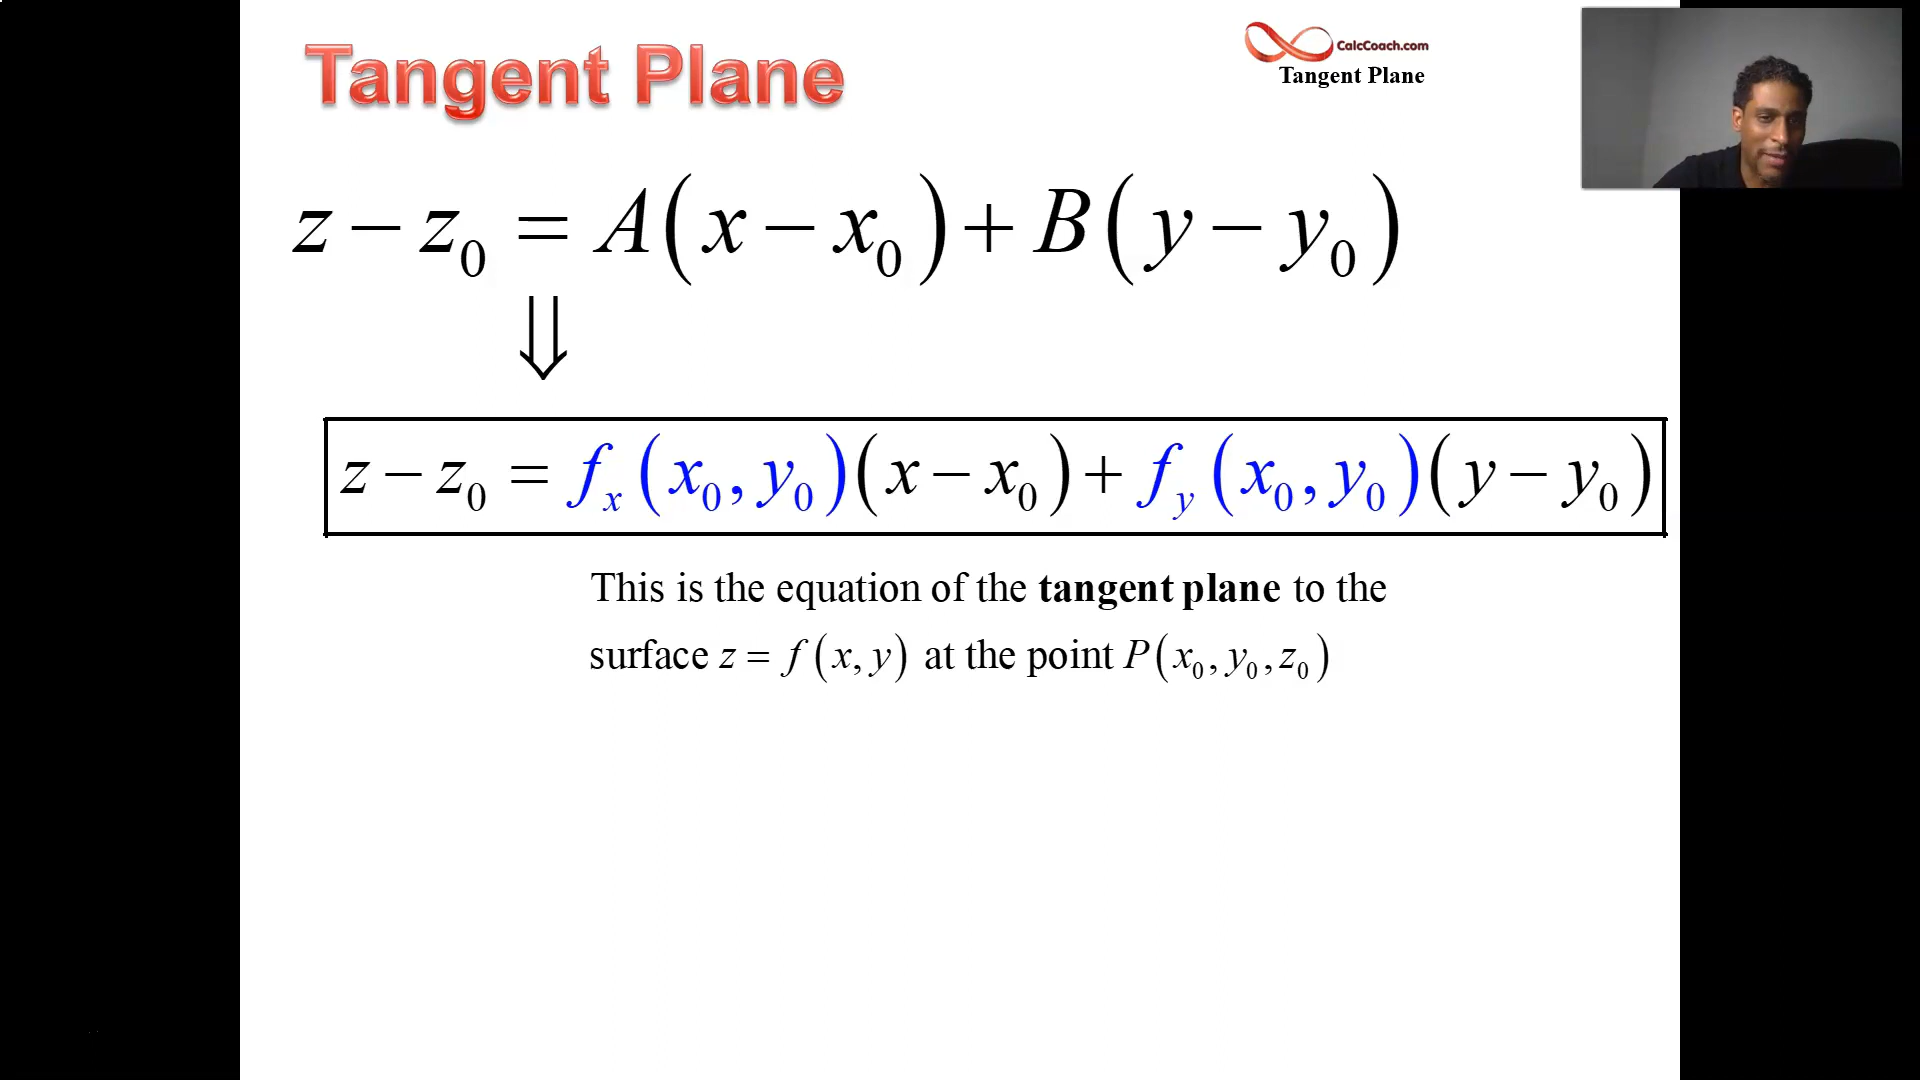 Tangent Plane
CalcCoach.com
Tangent Plane
z − z₀ = A(x − x₀) + B(y − y₀)
⇓
z − z₀ = fₓ(x₀, y₀)(x − x₀) + f_y(x₀, y₀)(y − y₀)
This is the equation of the tangent plane to the
surface z = f(x, y) at the point P(x₀, y₀, z₀)